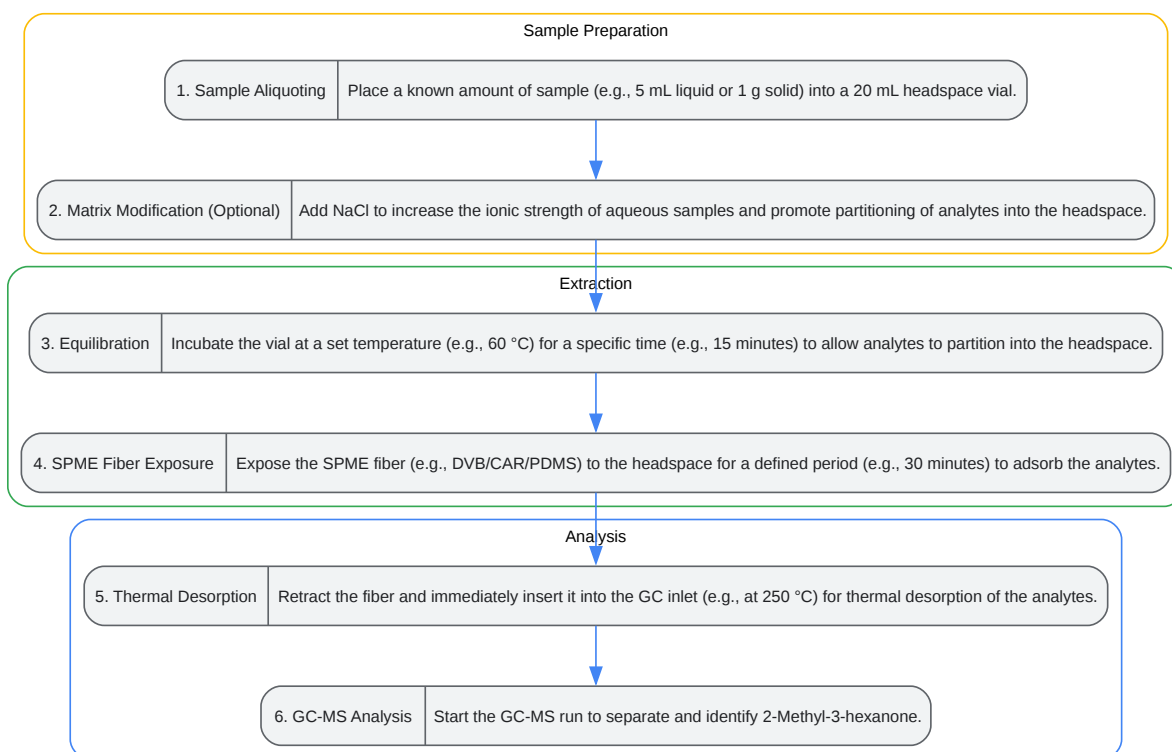 Sample Preparation
1. Sample Aliquoting
Place a known amount of sample (e.g., 5 mL liquid or 1 g solid) into a 20 mL headspace vial.
2. Matrix Modification (Optional)
Add NaCl to increase the ionic strength of aqueous samples and promote partitioning of analytes into the headspace.
Extraction
3. Equilibration
Incubate the vial at a set temperature (e.g., 60 °C) for a specific time (e.g., 15 minutes) to allow analytes to partition into the headspace.
4. SPME Fiber Exposure
Expose the SPME fiber (e.g., DVB/CAR/PDMS) to the headspace for a defined period (e.g., 30 minutes) to adsorb the analytes.
Analysis
5. Thermal Desorption
Retract the fiber and immediately insert it into the GC inlet (e.g., at 250 °C) for thermal desorption of the analytes.
6. GC-MS Analysis
Start the GC-MS run to separate and identify 2-Methyl-3-hexanone.